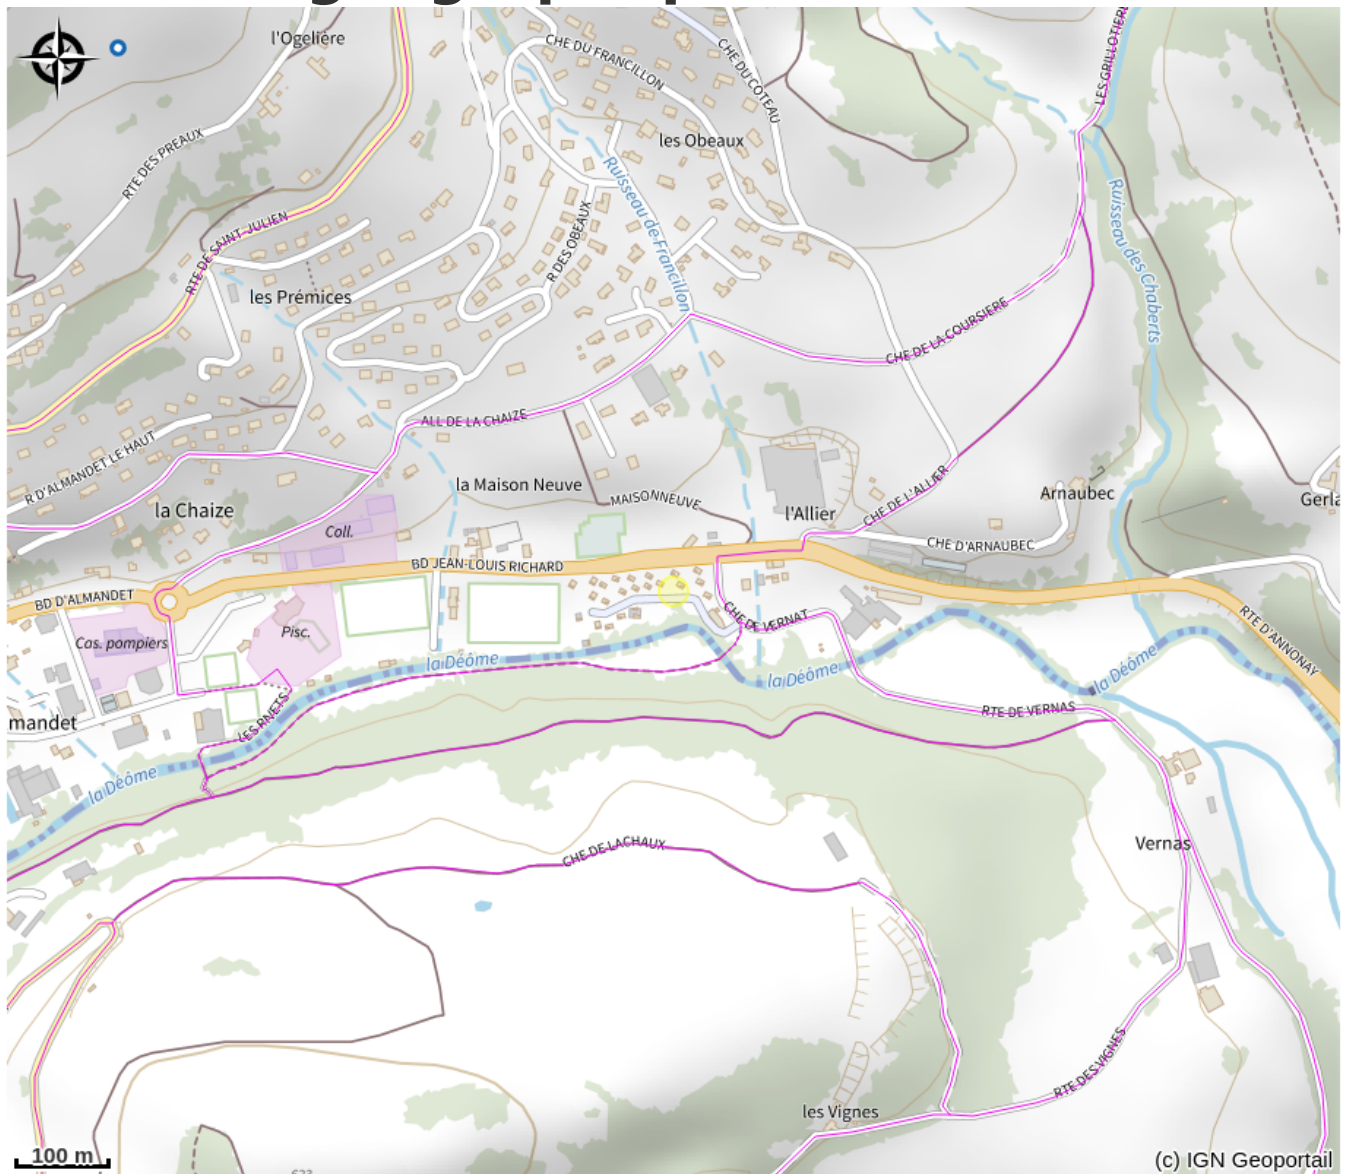 l'Ogelière
CHE DU FRANCILLON
CHE DU COTEAU
LES GRILLOTIERE
RTE DES PREAUX
les Obeaux
Ruisseau de Francillon
Ruisseau des Chaberts
RTE DE SAINT JULIEN
R DES OBEAUX
les Prémices
CHE DE LA COURSIERE
ALL DE LA CHAIZE
R D'ALMANDET LE HAUT
la Maison Neuve
MAISONNEUVE
CHE DE L'ALLIER
Arnaubec
Gerla
la Chaize
l'Allier
Coll.
CHE D'ARNAUBEC
BD JEAN-LOUIS RICHARD
BD D'ALMANDET
CHE DE VERNAT
RTE D'ANNONAY
Cas. pompiers
Pisc.
la Déôme
la Déôme
la Déôme
LES RNETS
RTE DE VERNAS
mandet
la Déôme
Vernas
CHE DE LACHAUX
RTE DES VIGNES
les Vignes
100 m
(c) IGN Geoportail